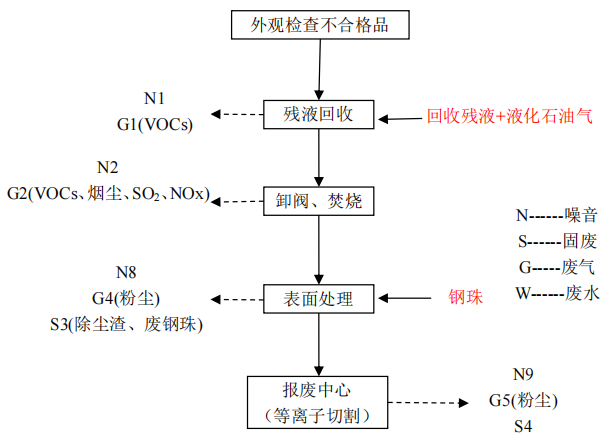 外观检查不合格品
N1
G1(VOCs)
残液回收
回收残液+液化石油气
N2
G2(VOCs、烟尘、SO₂、NOx)
卸阀、焚烧
N------噪音
S------固废
G-----废气
W------废水
N8
G4(粉尘)
S3(除尘渣、废钢珠)
表面处理
钢珠
报废中心
（等离子切割）
N9
G5(粉尘)
S4